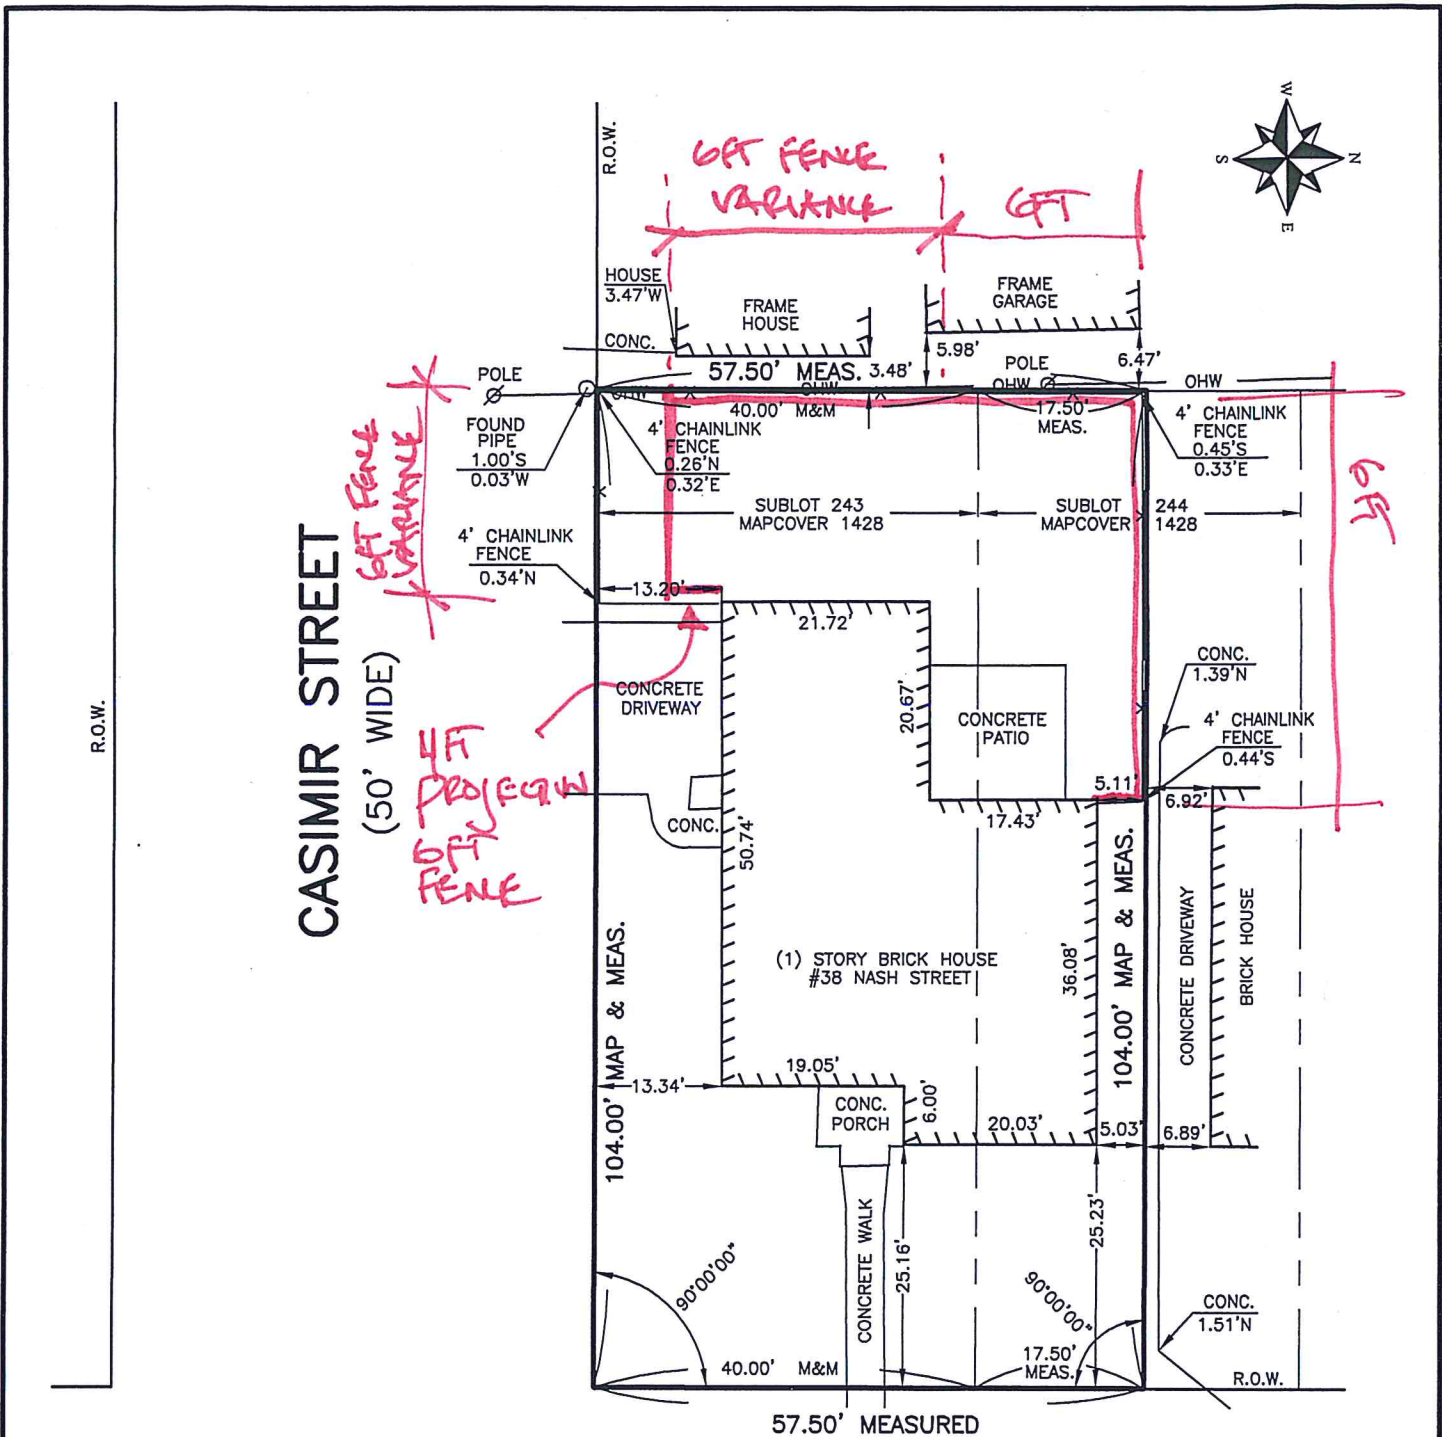 W
N
S
E
R.O.W.
6FT FENCE
VARIANCE
6FT
HOUSE
3.47'W
FRAME
HOUSE
FRAME
GARAGE
CONC.
5.98'
POLE
6.47'
57.50' MEAS.
3.48'
POLE
OHW
OHW
OHW
OHW
40.00' M&M
17.50'
MEAS.
FOUND
PIPE
1.00'S
0.03'W
4' CHAINLINK
FENCE
0.26'N
0.32'E
4' CHAINLINK
FENCE
0.45'S
0.33'E
6FT FENCE
VARIANCE
6FT
SUBLOT 243
MAPCOVER 1428
SUBLOT 244
MAPCOVER 1428
4' CHAINLINK
FENCE
0.34'N
13.20'
21.72'
CASIMIR STREET
(50' WIDE)
R.O.W.
CONCRETE
DRIVEWAY
20.67'
CONCRETE
PATIO
CONC.
1.39'N
4' CHAINLINK
FENCE
0.44'S
4FT
PROJECTION
6FT
FENCE
CONC.
50.74'
5.11'
6.92'
17.43'
(1) STORY BRICK HOUSE
#38 NASH STREET
36.08'
104.00' MAP & MEAS.
104.00' MAP & MEAS.
CONCRETE DRIVEWAY
BRICK HOUSE
13.34'
19.05'
CONC.
PORCH
6.00'
20.03'
5.03'
6.89'
CONCRETE WALK
25.16'
25.23'
90°00'00"
90°00'00"
CONC.
1.51'N
40.00' M&M
17.50'
MEAS.
R.O.W.
57.50' MEASURED